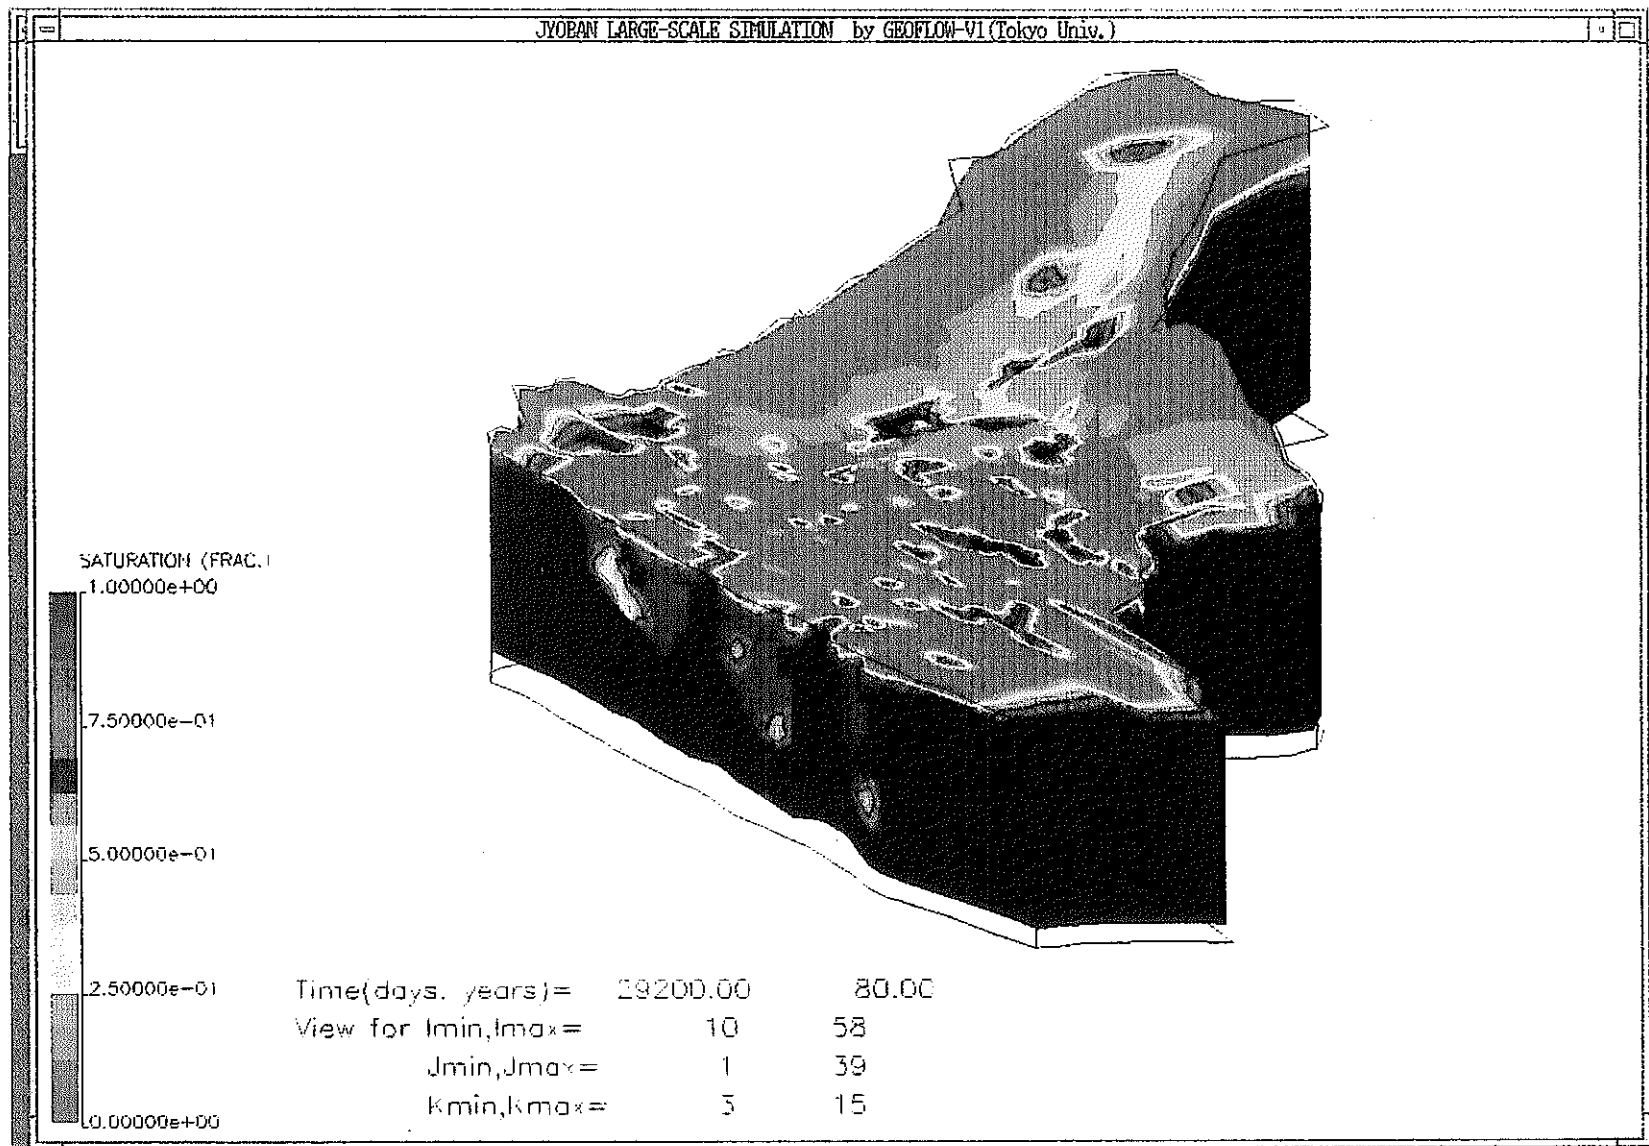 JYOBAN LARGE-SCALE SIMULATION by GEOFLOW-V1(Tokyo Univ.)
SATURATION (FRAC.)
1.00000e+00
7.50000e-01
5.00000e-01
2.50000e-01
0.00000e+00
Time(days. years)= 29200.00 80.00
View for Imin,Imax= 10 58
Jmin,Jmax= 1 39
Kmin,Kmax= 3 15